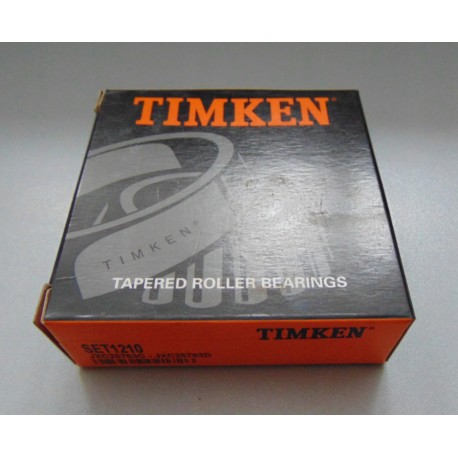 TIMKEN®
TIMKEN®
TAPERED ROLLER BEARINGS
TIMKEN
SET1210